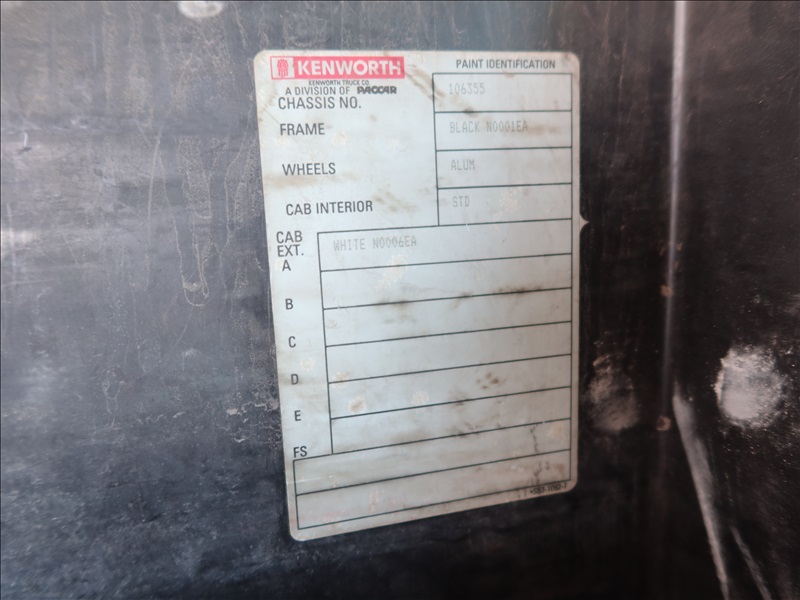 KENWORTH
KENWORTH TRUCK CO.
A DIVISION OF PACCAR
PAINT IDENTIFICATION
CHASSIS NO. 106355
FRAME BLACK N0001EA
WHEELS ALUM
CAB INTERIOR STD
CAB
EXT.
A WHITE N0006EA
B
C
D
E
FS